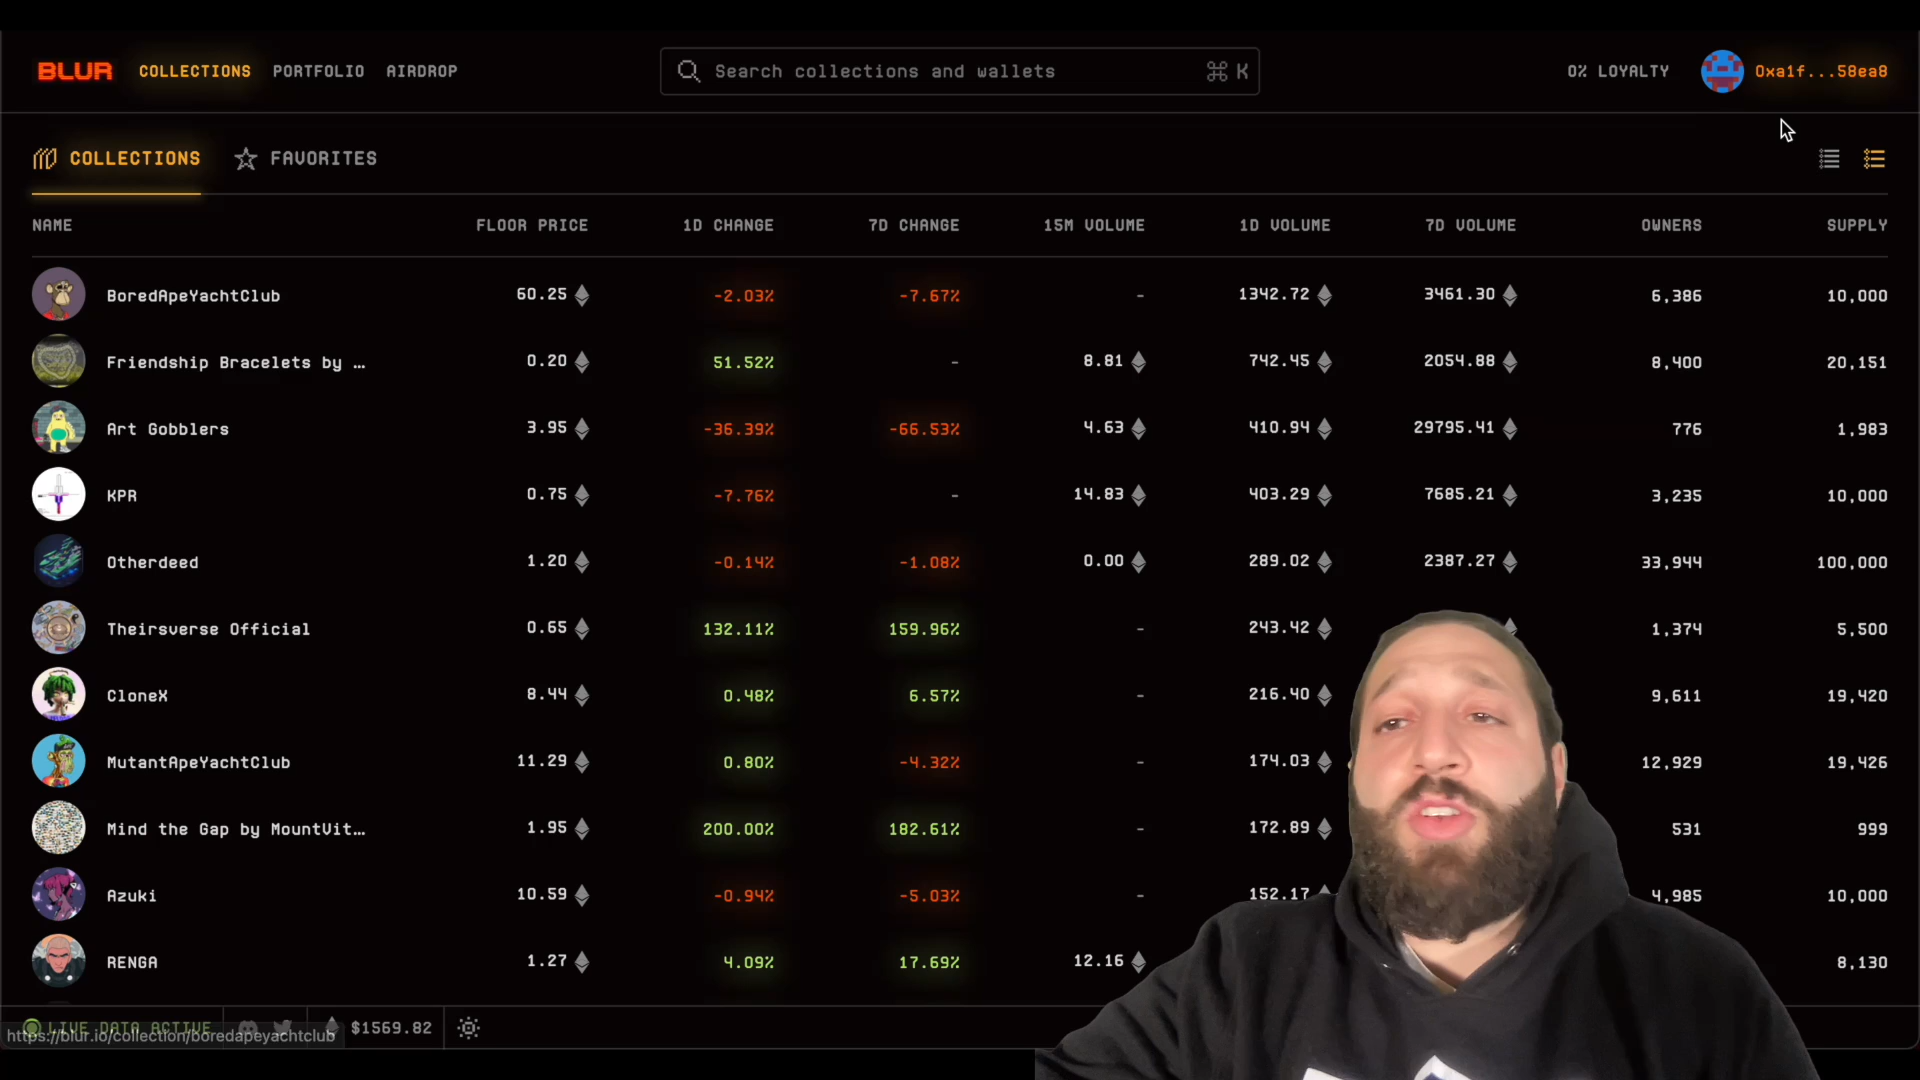 BLUR COLLECTIONS PORTFOLIO AIRDROP Search collections and wallets ⌘ K 0% LOYALTY 0xa1f...58ea8
COLLECTIONS FAVORITES
NAME FLOOR PRICE 1D CHANGE 7D CHANGE 15M VOLUME 1D VOLUME 7D VOLUME OWNERS SUPPLY
BoredApeYachtClub 60.25 -2.03% -7.67% - 1342.72 3461.30 6,386 10,000
Friendship Bracelets by … 0.20 51.52% - 8.81 742.45 2054.88 8,400 20,151
Art Gobblers 3.95 -36.39% -66.53% 4.63 410.94 29795.41 776 1,983
KPR 0.75 -7.76% - 14.83 403.29 7685.21 3,235 10,000
Otherdeed 1.20 -0.14% -1.08% 0.00 289.02 2387.27 33,944 100,000
Theirsverse Official 0.65 132.11% 159.96% - 243.42 1,374 5,500
CloneX 8.44 0.48% 6.57% - 216.40 9,611 19,420
MutantApeYachtClub 11.29 0.80% -4.32% - 174.03 12,929 19,426
Mind the Gap by MountVit… 1.95 200.00% 182.61% - 172.89 531 999
Azuki 10.59 -0.94% -5.03% - 152.17 4,985 10,000
RENGA 1.27 4.09% 17.69% 12.16 8,130
LIVE DATA ACTIVE $1569.82
https://blur.io/collection/boredapeyachtclub